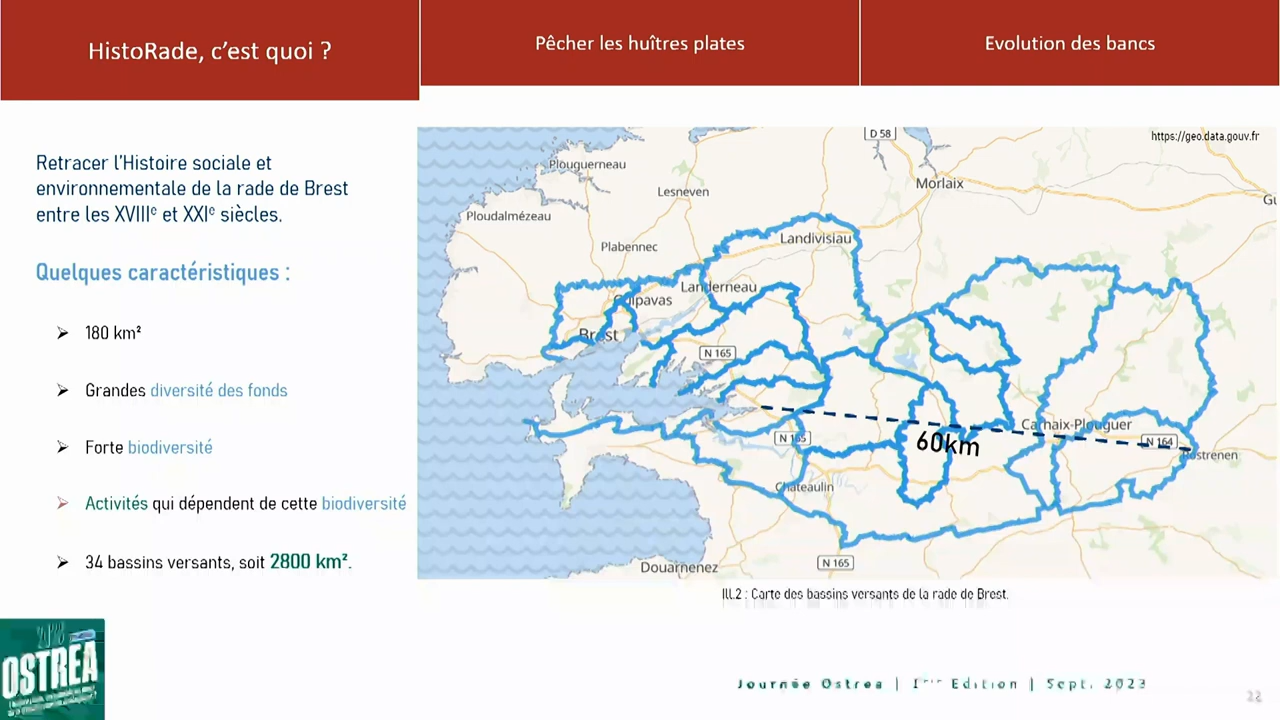 HistoRade, c'est quoi ?
Pêcher les huîtres plates
Evolution des bancs
Retracer l'Histoire sociale et
environnementale de la rade de Brest
entre les XVIIIᵉ et XXIᵉ siècles.
Quelques caractéristiques :
180 km²
Grandes diversité des fonds
Forte biodiversité
Activités qui dépendent de cette biodiversité
34 bassins versants, soit 2800 km².
https://geo.data.gouv.fr
D 58
Plouguerneau
Lesneven
Morlaix
Ploudalmézeau
Plabennec
Landivisiau
Landerneau
Guipavas
Brest
N 165
Carhaix-Plouguer
60km
N 165
N 164
Rostrenen
Chateaulin
N 165
Douarnenez
Ill.2 : Carte des bassins versants de la rade de Brest.
OSTREA
Journée Ostrea | Edition | Sept. 2023